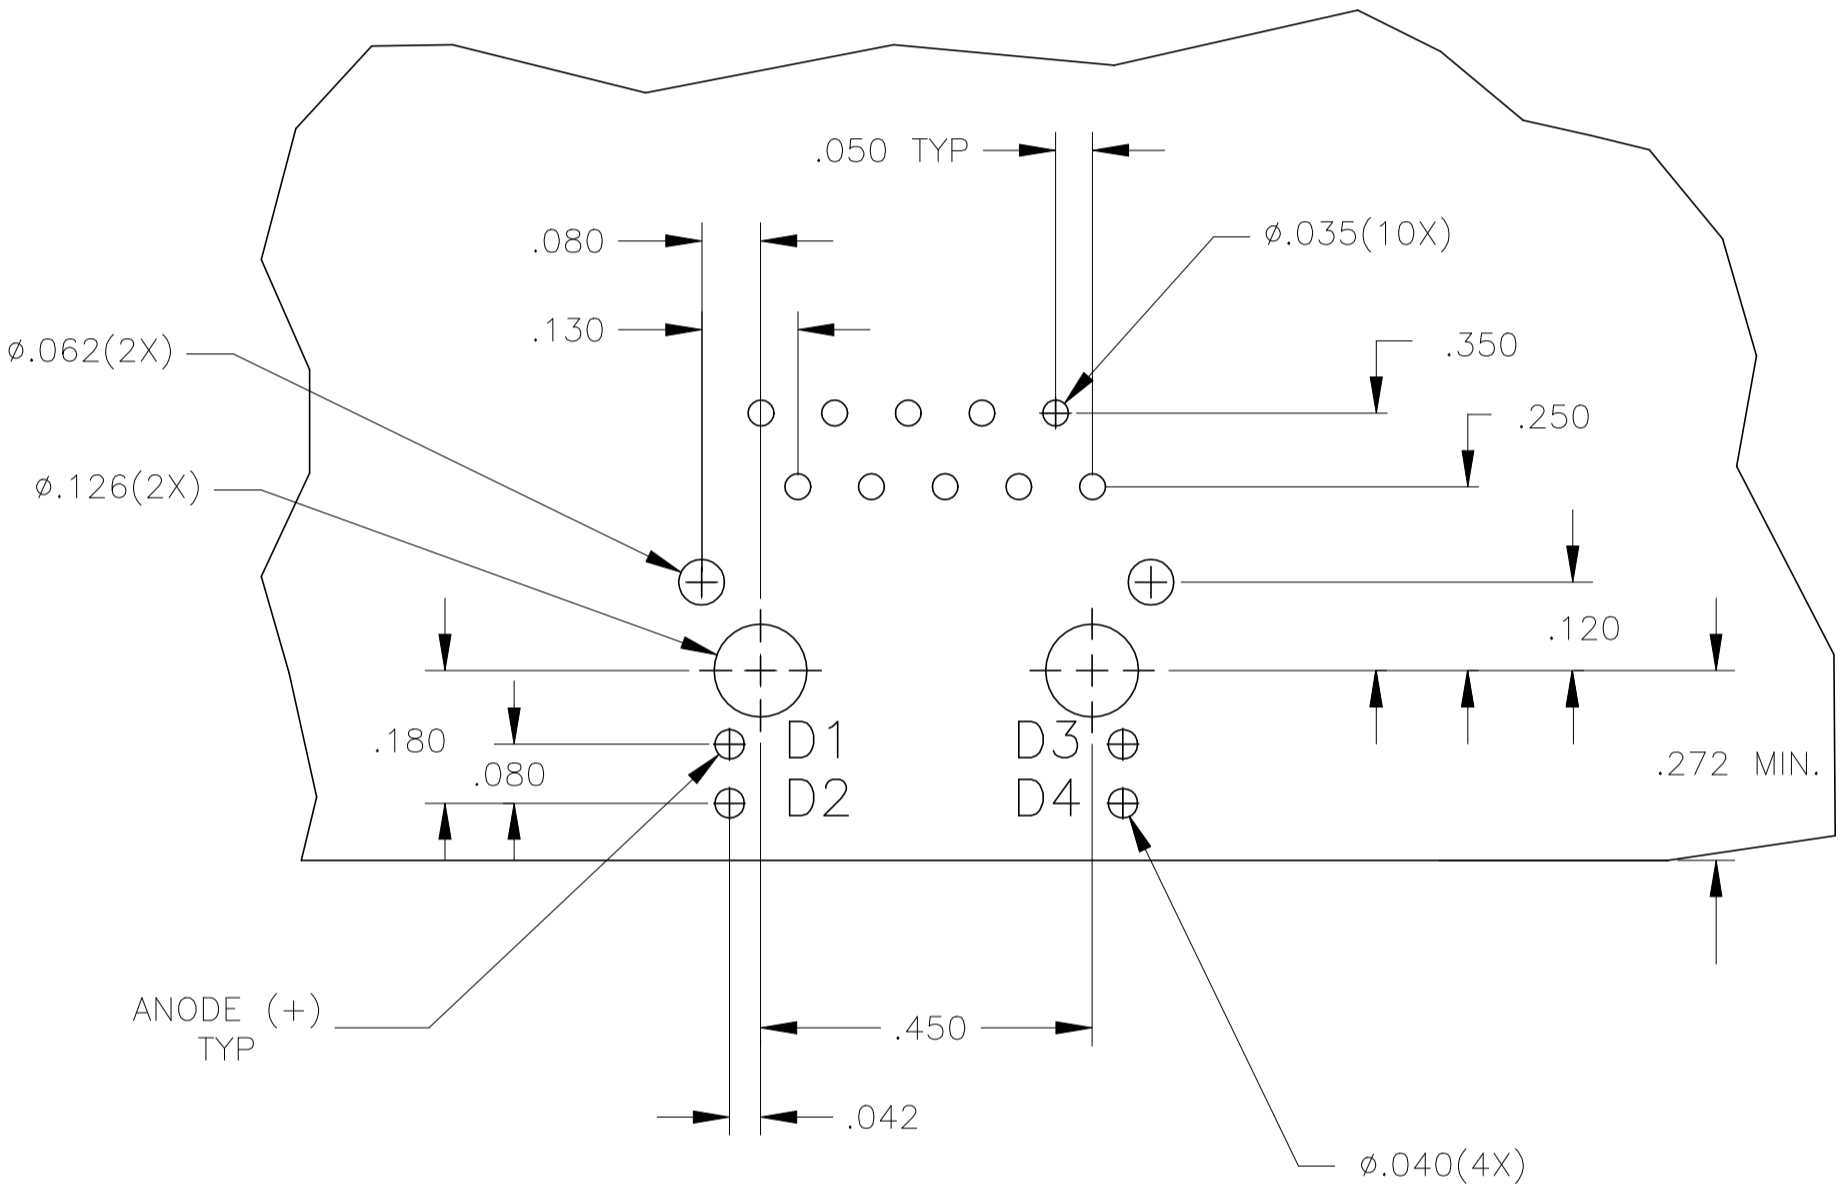 .050 TYP
.080
ø.035(10X)
.130
.350
ø.062(2X)
.250
ø.126(2X)
.120
.180
D1
D3
.080
.272 MIN.
D2
D4
ANODE (+)
TYP
.450
.042
ø.040(4X)